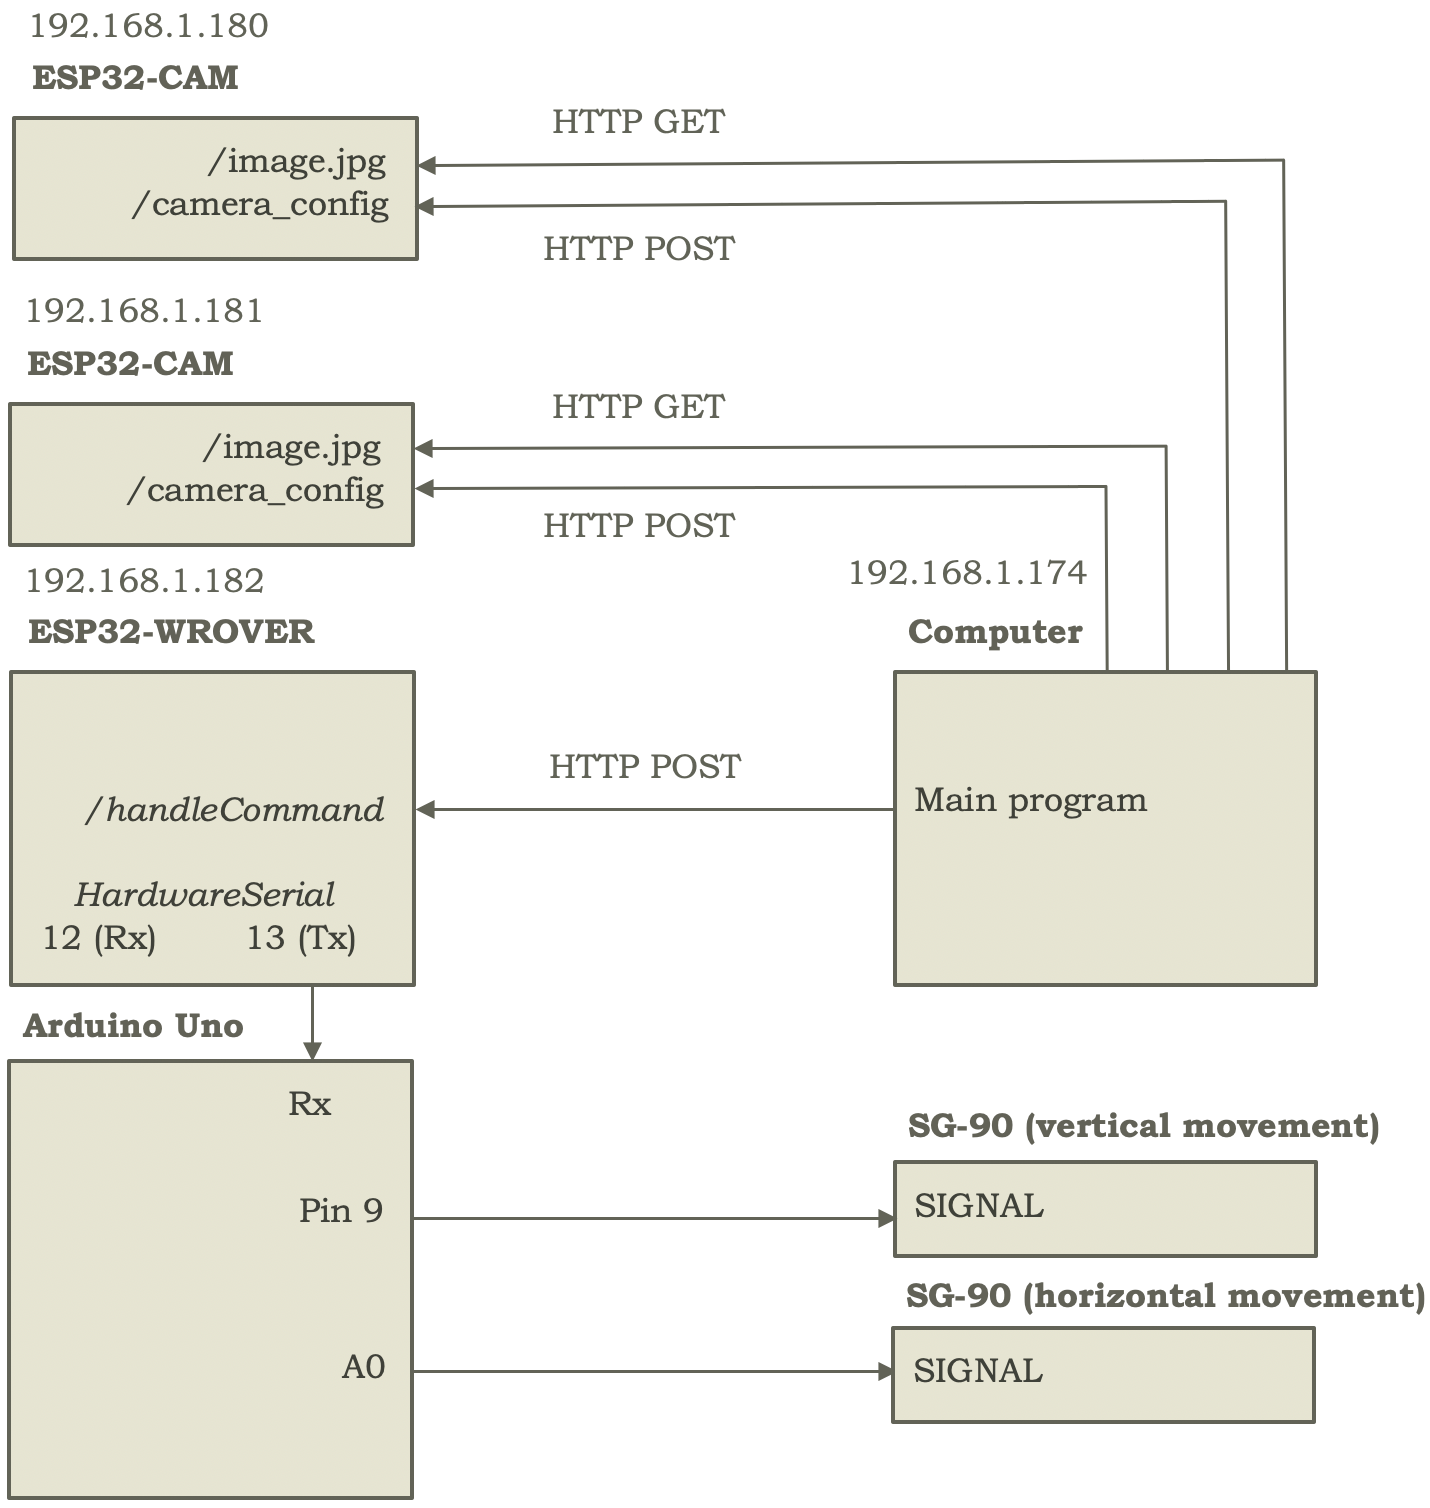 192.168.1.180
ESP32-CAM
HTTP GET
/image.jpg
/camera_config
HTTP POST
192.168.1.181
ESP32-CAM
HTTP GET
/image.jpg
/camera_config
HTTP POST
192.168.1.182
ESP32-WROVER
192.168.1.174
Computer
HTTP POST
/handleCommand
Main program
HardwareSerial
12 (Rx) 13 (Tx)
Arduino Uno
Rx
Pin 9
SG-90 (vertical movement)
SIGNAL
SG-90 (horizontal movement)
A0
SIGNAL